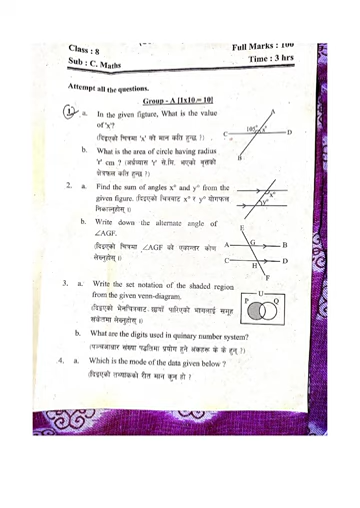 Class : 8
Full Marks : 100
Sub : C. Maths
Time : 3 hrs
Attempt all the questions.
Group - A [1x10 = 10]
1. a. In the given figture, What is the value
of 'x'?
(दिइएको चित्रमा 'x' को मान कति हुन्छ ?)
A
105° x°
C D
B
b. What is the area of circle having radius
'r' cm ? (अर्धव्यास 'r' से.मि. भएको वृत्तको
क्षेत्रफल कति हुन्छ ?)
2. a. Find the sum of angles x° and y° from the
given figure. (दिइएको चित्रबाट x° र y° योगफल
निकाल्नुहोस् ।)
x°
y°
b. Write down the alternate angle of
∠AGF.
(दिइएको चित्रमा ∠AGF को एकान्तर कोण
लेख्नुहोस् ।)
E
A G B
C H D
F
3. a. Write the set notation of the shaded region
from the given venn-diagram.
(दिइएको भेनचित्रबाट छायाँ पारिएको भागलाई समूह
संकेतमा लेख्नुहोस् ।)
U
P Q
b. What are the digits used in quinary number system?
(पञ्चआधार संख्या पद्धतिमा प्रयोग हुने अंकहरू के के हुन् ?)
4. a. Which is the mode of the data given below ?
(दिइएको तथ्याङ्कको रीत मान कुन हो ?